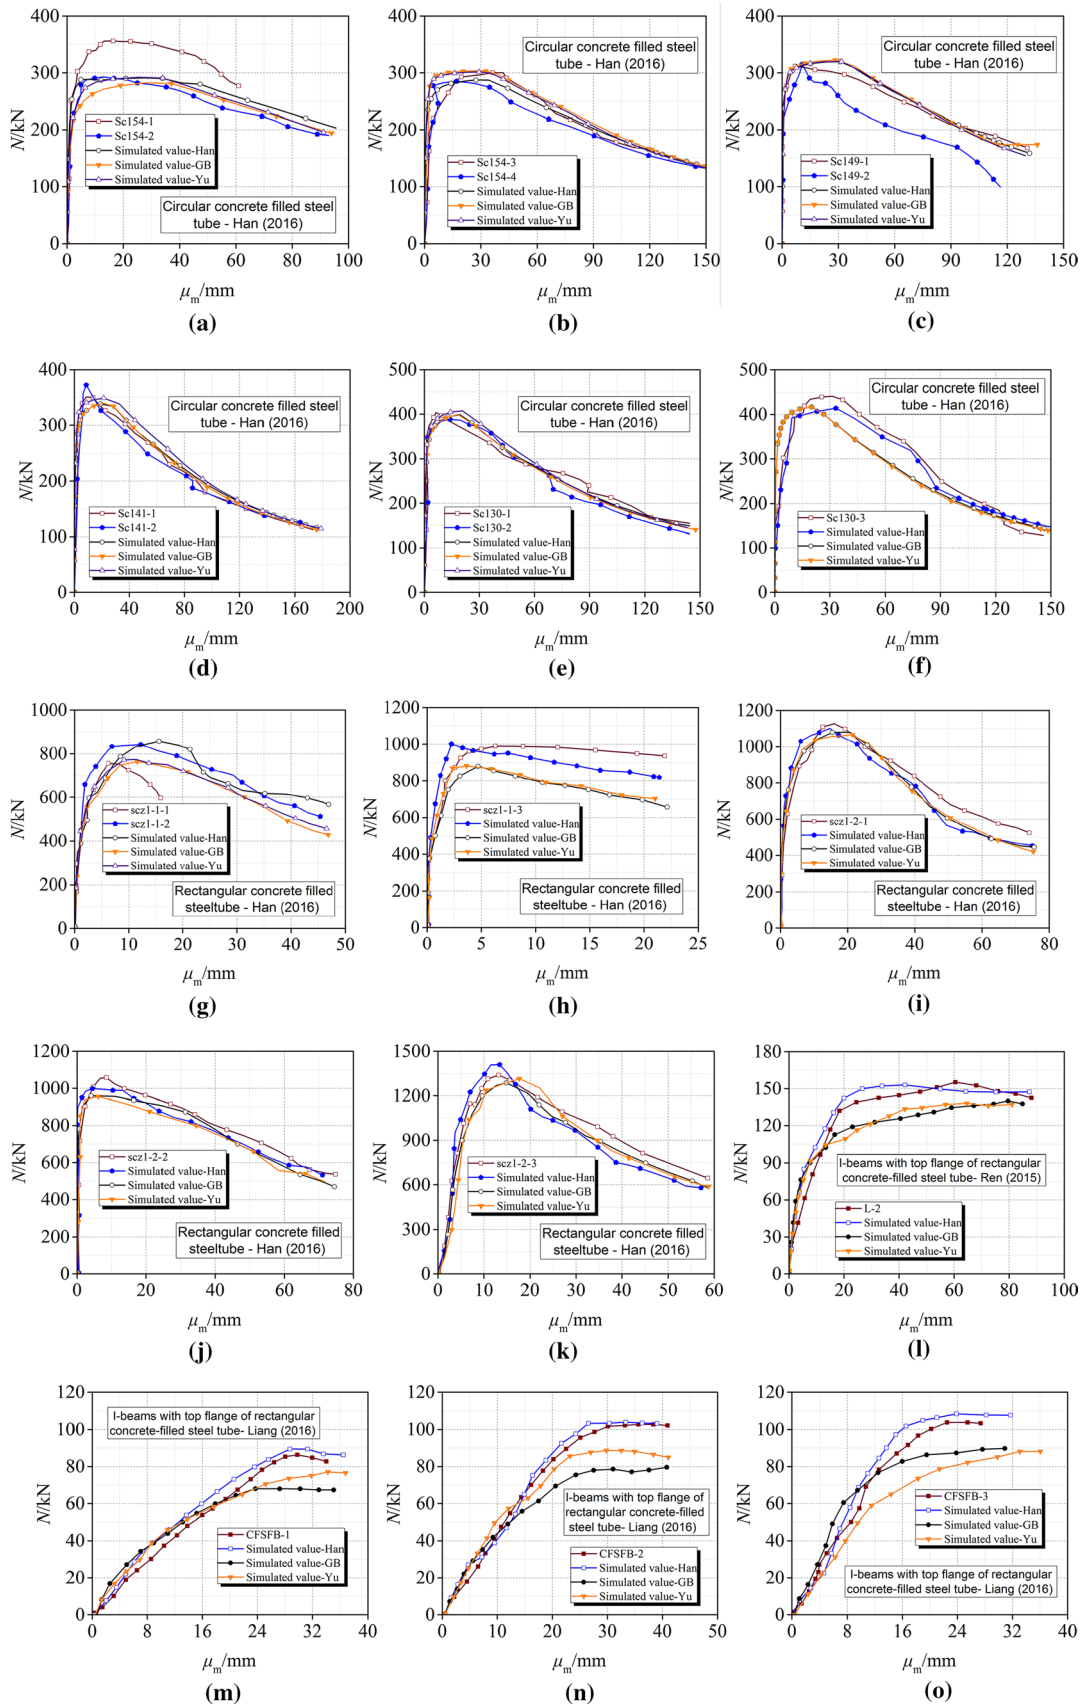 400
300
200
100
0
N/kN
Circular concrete filled steel
tube - Han (2016)
Sc154-1
Sc154-2
Simulated value-Han
Simulated value-GB
Simulated value-Yu
0 20 40 60 80 100
μm/mm
(a)
400
300
200
100
0
N/kN
Circular concrete filled steel
tube - Han (2016)
Sc154-3
Sc154-4
Simulated value-Han
Simulated value-GB
Simulated value-Yu
0 30 60 90 120 150
μm/mm
(b)
400
300
200
100
0
N/kN
Circular concrete filled steel
tube - Han (2016)
Sc149-1
Sc149-2
Simulated value-Han
Simulated value-GB
Simulated value-Yu
0 30 60 90 120 150
μm/mm
(c)
400
300
200
100
0
N/kN
Circular concrete filled steel
tube - Han (2016)
Sc141-1
Sc141-2
Simulated value-Han
Simulated value-GB
Simulated value-Yu
0 40 80 120 160 200
μm/mm
(d)
500
400
300
200
100
0
N/kN
Circular concrete filled steel
tube - Han (2016)
Sc130-1
Sc130-2
Simulated value-Han
Simulated value-GB
Simulated value-Yu
0 30 60 90 120 150
μm/mm
(e)
500
400
300
200
100
0
N/kN
Circular concrete filled steel
tube - Han (2016)
Sc130-3
Simulated value-Han
Simulated value-GB
Simulated value-Yu
0 30 60 90 120 150
μm/mm
(f)
1000
800
600
400
200
0
N/kN
scz1-1-1
scz1-1-2
Simulated value-Han
Simulated value-GB
Simulated value-Yu
Rectangular concrete filled
steeltube - Han (2016)
0 10 20 30 40 50
μm/mm
(g)
1200
1000
800
600
400
200
0
N/kN
scz1-1-3
Simulated value-Han
Simulated value-GB
Simulated value-Yu
Rectangular concrete filled
steeltube - Han (2016)
0 5 10 15 20 25
μm/mm
(h)
1200
1000
800
600
400
200
0
N/kN
scz1-2-1
Simulated value-Han
Simulated value-GB
Simulated value-Yu
Rectangular concrete filled
steeltube - Han (2016)
0 20 40 60 80
μm/mm
(i)
1200
1000
800
600
400
200
0
N/kN
scz1-2-2
Simulated value-Han
Simulated value-GB
Simulated value-Yu
Rectangular concrete filled
steeltube - Han (2016)
0 20 40 60 80
μm/mm
(j)
1500
1200
900
600
300
0
N/kN
scz1-2-3
Simulated value-Han
Simulated value-GB
Simulated value-Yu
Rectangular concrete filled
steeltube - Han (2016)
0 10 20 30 40 50 60
μm/mm
(k)
180
150
120
90
60
30
0
N/kN
I-beams with top flange of rectangular
concrete-filled steel tube- Ren (2015)
L-2
Simulated value-Han
Simulated value-GB
Simulated value-Yu
0 20 40 60 80 100
μm/mm
(l)
120
100
80
60
40
20
0
N/kN
I-beams with top flange of rectangular
concrete-filled steel tube- Liang (2016)
CFSFB-1
Simulated value-Han
Simulated value-GB
Simulated value-Yu
0 8 16 24 32 40
μm/mm
(m)
120
100
80
60
40
20
0
N/kN
I-beams with top flange of
rectangular concrete-filled
steel tube- Liang (2016)
CFSFB-2
Simulated value-Han
Simulated value-GB
Simulated value-Yu
0 10 20 30 40 50
μm/mm
(n)
120
100
80
60
40
20
0
N/kN
CFSFB-3
Simulated value-Han
Simulated value-GB
Simulated value-Yu
I-beams with top flange of rectangular
concrete-filled steel tube- Liang (2016)
0 8 16 24 32 40
μm/mm
(o)